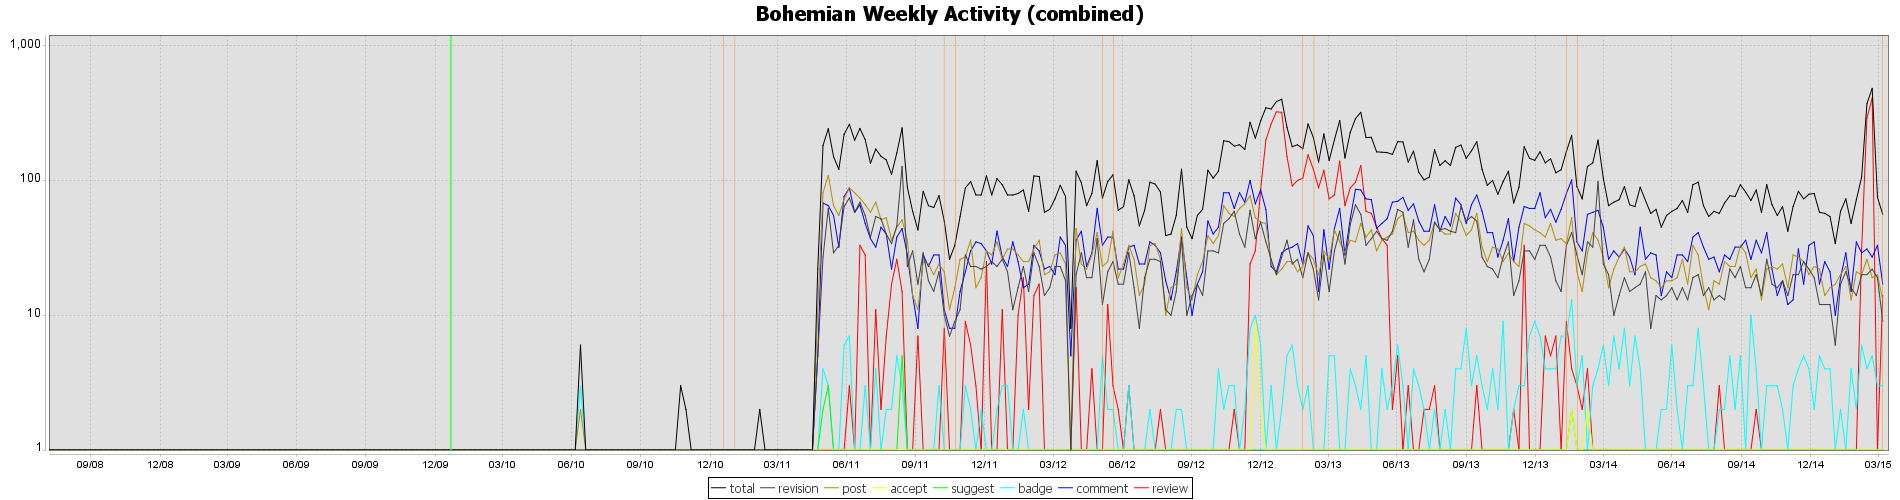 Bohemian Weekly Activity (combined)
1,000
100
10
1
09/08 12/08 03/09 06/09 09/09 12/09 03/10 06/10 09/10 12/10 03/11 06/11 09/11 12/11 03/12 06/12 09/12 12/12 03/13 06/13 09/13 12/13 03/14 06/14 09/14 12/14 03/15
total revision post accept suggest badge comment review